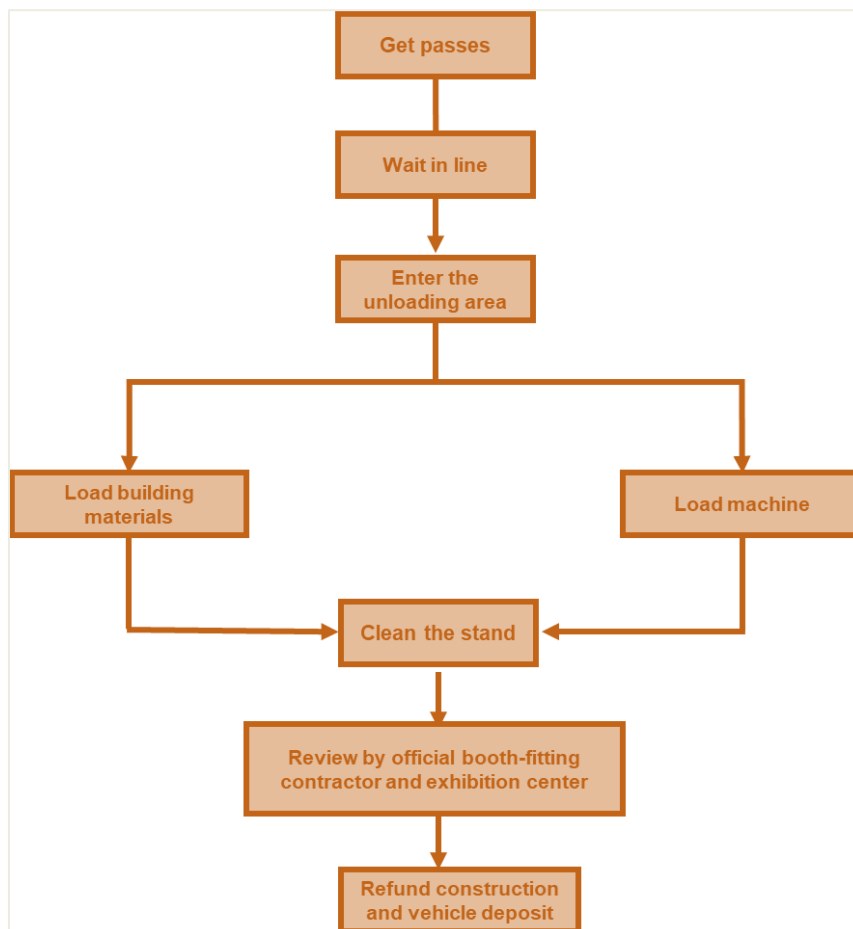 Get passes
Wait in line
Enter the
unloading area
Load building
materials
Load machine
Clean the stand
Review by official booth-fitting
contractor and exhibition center
Refund construction
and vehicle deposit